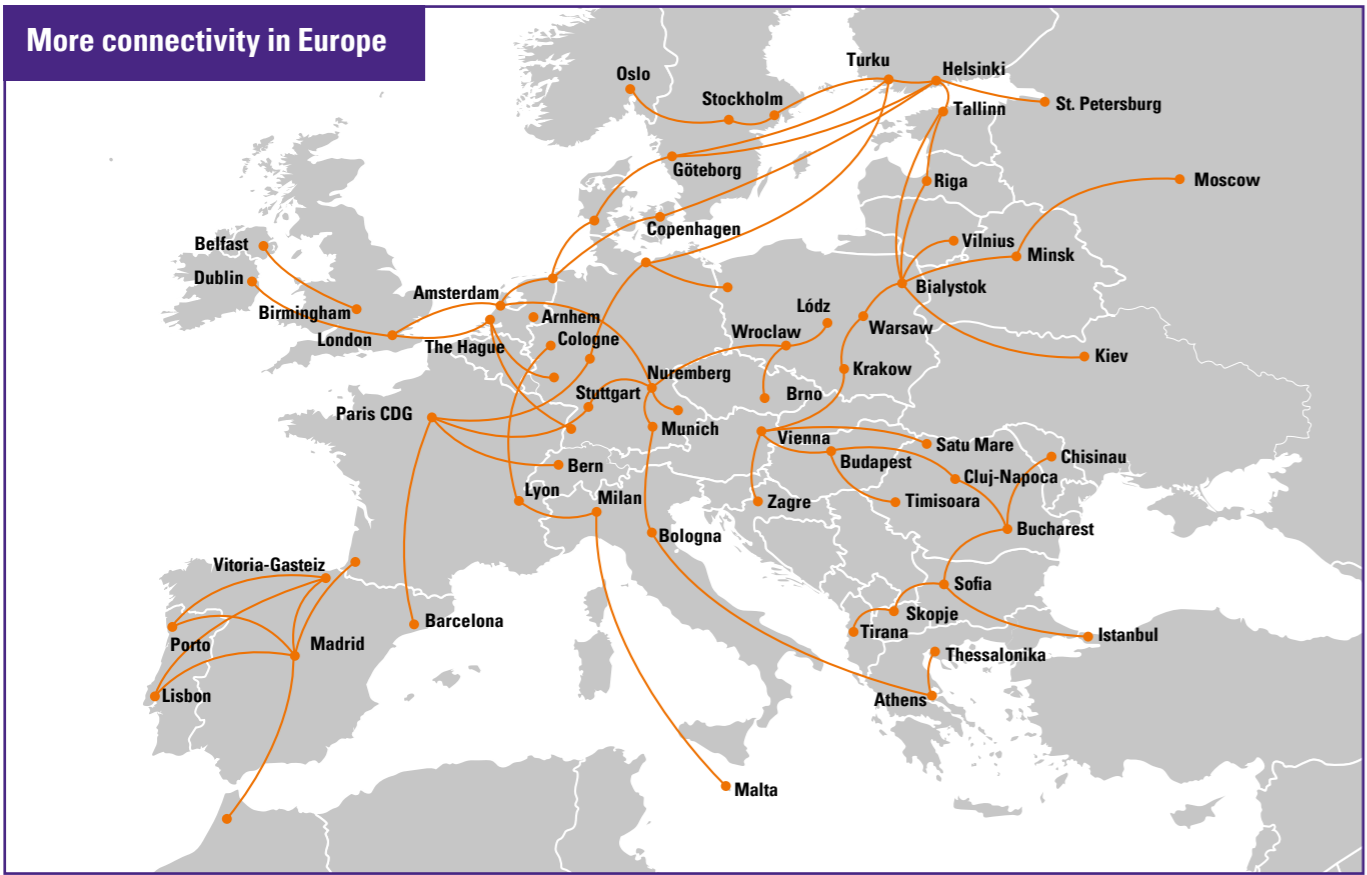 More connectivity in Europe
Turku
Helsinki
Oslo
Stockholm
St. Petersburg
Tallinn
Göteborg
Riga
Moscow
Copenhagen
Belfast
Vilnius
Minsk
Dublin
Amsterdam
Bialystok
Birmingham
Arnhem
Lódz
London
The Hague
Cologne
Wroclaw
Warsaw
Kiev
Nuremberg
Krakow
Stuttgart
Brno
Paris CDG
Munich
Vienna
Satu Mare
Chisinau
Bern
Budapest
Cluj-Napoca
Lyon
Milan
Zagre
Timisoara
Bucharest
Bologna
Vitoria-Gasteiz
Sofia
Skopje
Barcelona
Tirana
Istanbul
Porto
Madrid
Thessalonika
Lisbon
Athens
Malta